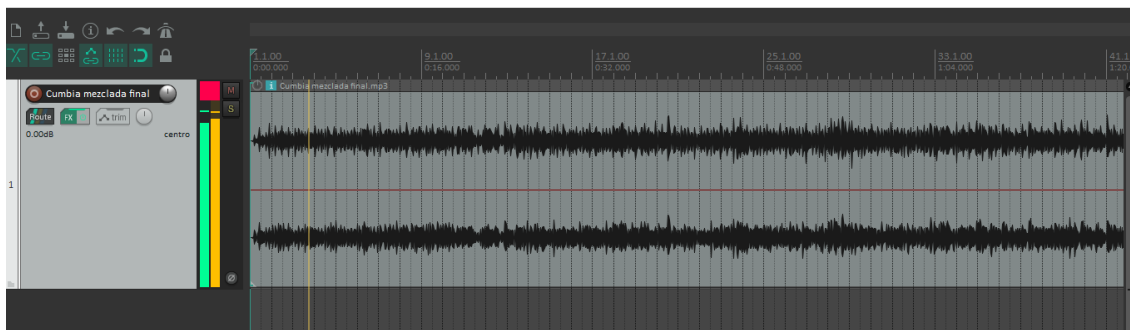 1.1.00 9.1.00 17.1.00 25.1.00 33.1.00 41.1
0:00.000 0:16.000 0:32.000 0:48.000 1:04.000 1:20.
Cumbia mezclada final M
i Cumbia mezclada final.mp3
S
Route FX trim
0.00dB centro
1